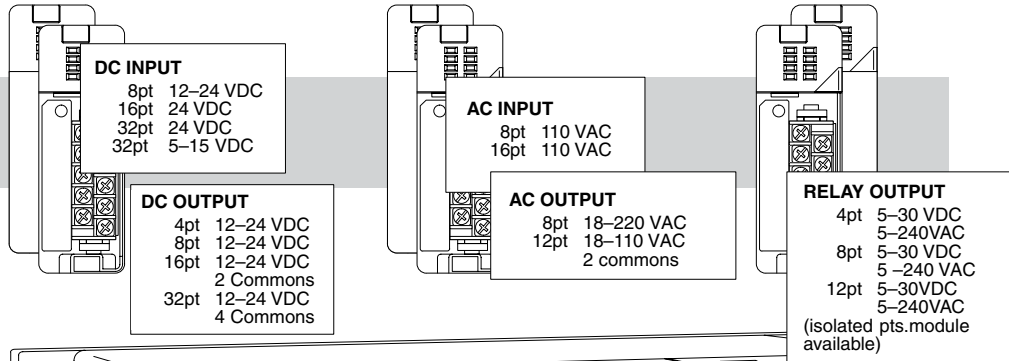 DC INPUT
8pt 12–24 VDC
16pt 24 VDC
32pt 24 VDC
32pt 5–15 VDC
DC OUTPUT
4pt 12–24 VDC
8pt 12–24 VDC
16pt 12–24 VDC
2 Commons
32pt 12–24 VDC
4 Commons
AC INPUT
8pt 110 VAC
16pt 110 VAC
AC OUTPUT
8pt 18–220 VAC
12pt 18–110 VAC
2 commons
RELAY OUTPUT
4pt 5–30 VDC
5–240VAC
8pt 5–30 VDC
5 –240 VAC
12pt 5–30VDC
5–240VAC
(isolated pts.module
available)